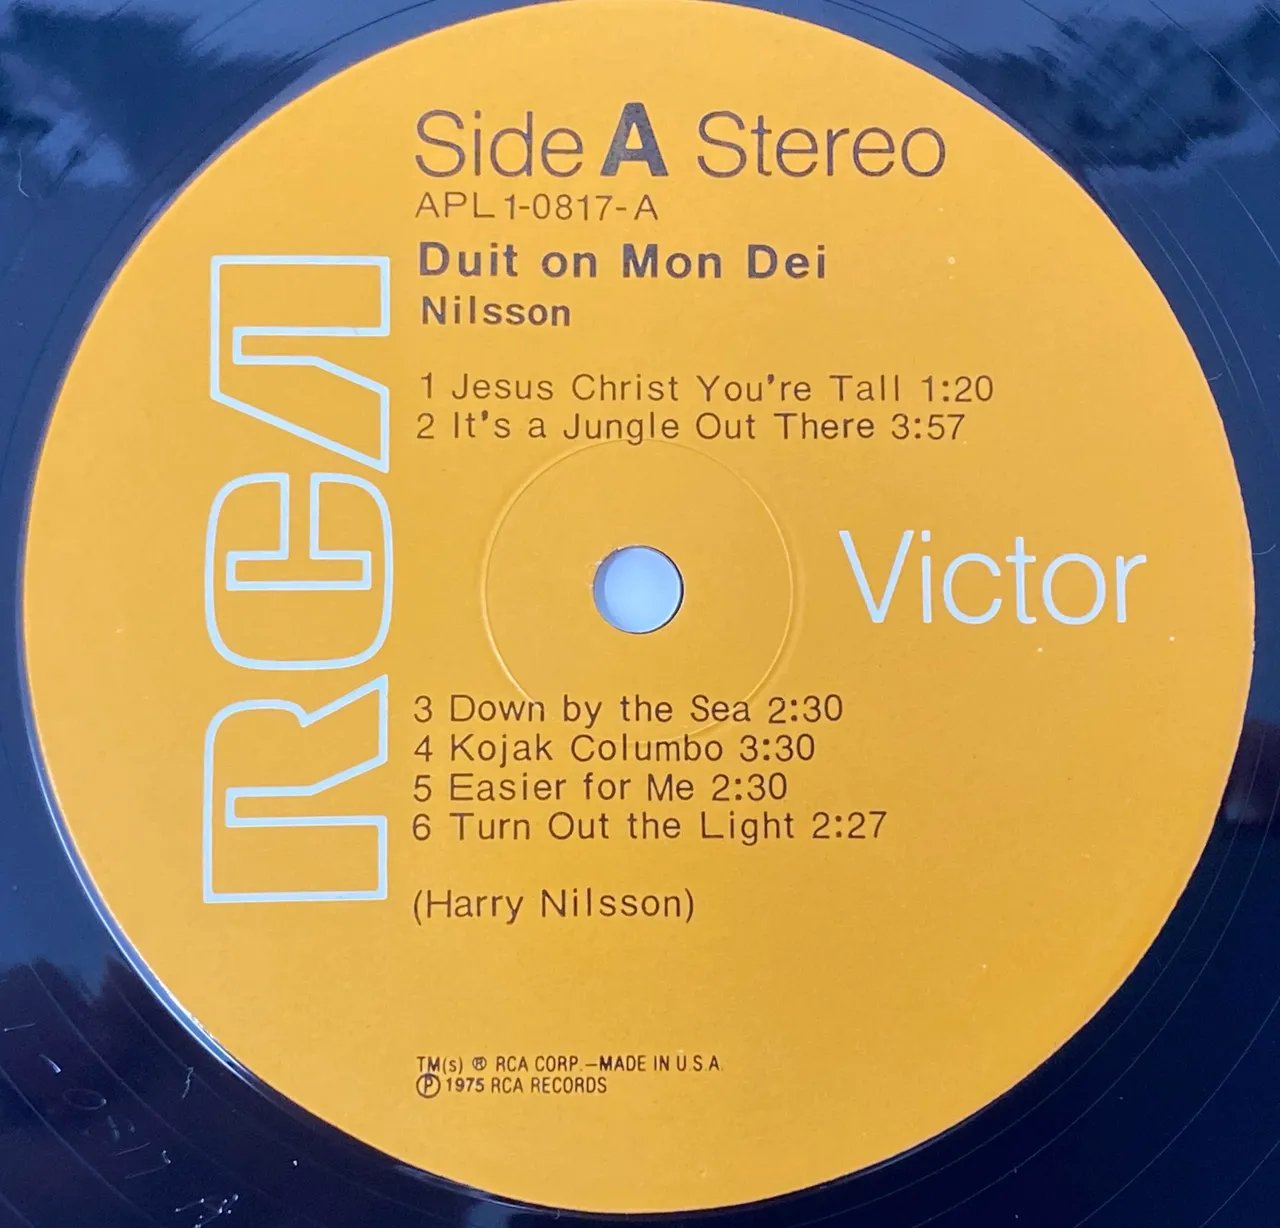 Side A Stereo
APL1-0817-A
Duit on Mon Dei
Nilsson
1 Jesus Christ You're Tall 1:20
2 It's a Jungle Out There 3:57
RCA
Victor
3 Down by the Sea 2:30
4 Kojak Columbo 3:30
5 Easier for Me 2:30
6 Turn Out the Light 2:27
(Harry Nilsson)
TM(s) ® RCA CORP.—MADE IN U.S.A.
℗ 1975 RCA RECORDS